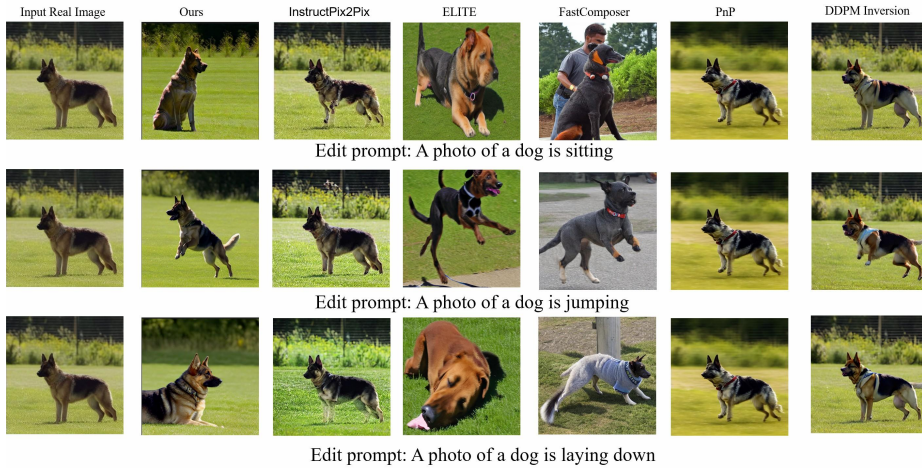 Input Real Image Ours InstructPix2Pix ELITE FastComposer PnP DDPM Inversion
Edit prompt: A photo of a dog is sitting
Edit prompt: A photo of a dog is jumping
Edit prompt: A photo of a dog is laying down